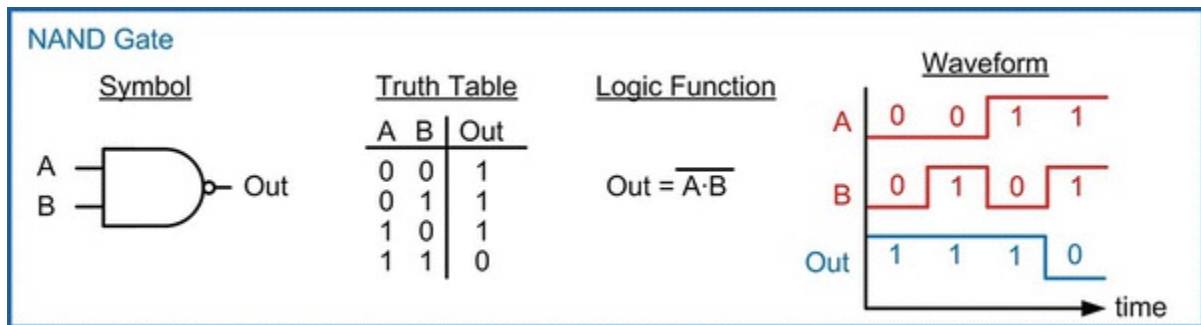 NAND Gate
Symbol
A
B
Out
Truth Table
A B Out
0 0 1
0 1 1
1 0 1
1 1 0
Logic Function
Out = \overline{A·B}
Waveform
A 0 0 1 1
B 0 1 0 1
Out 1 1 1 0
time